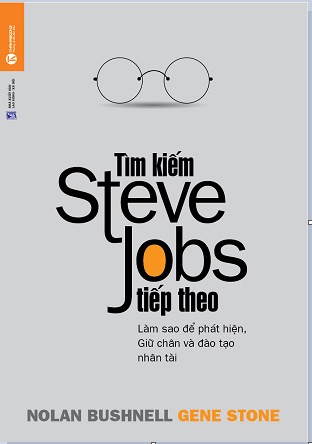 Tìm kiếm
Steve
Jobs
tiếp theo
Làm sao để phát hiện,
Giữ chân và đào tạo
nhân tài
NOLAN BUSHNELL GENE STONE